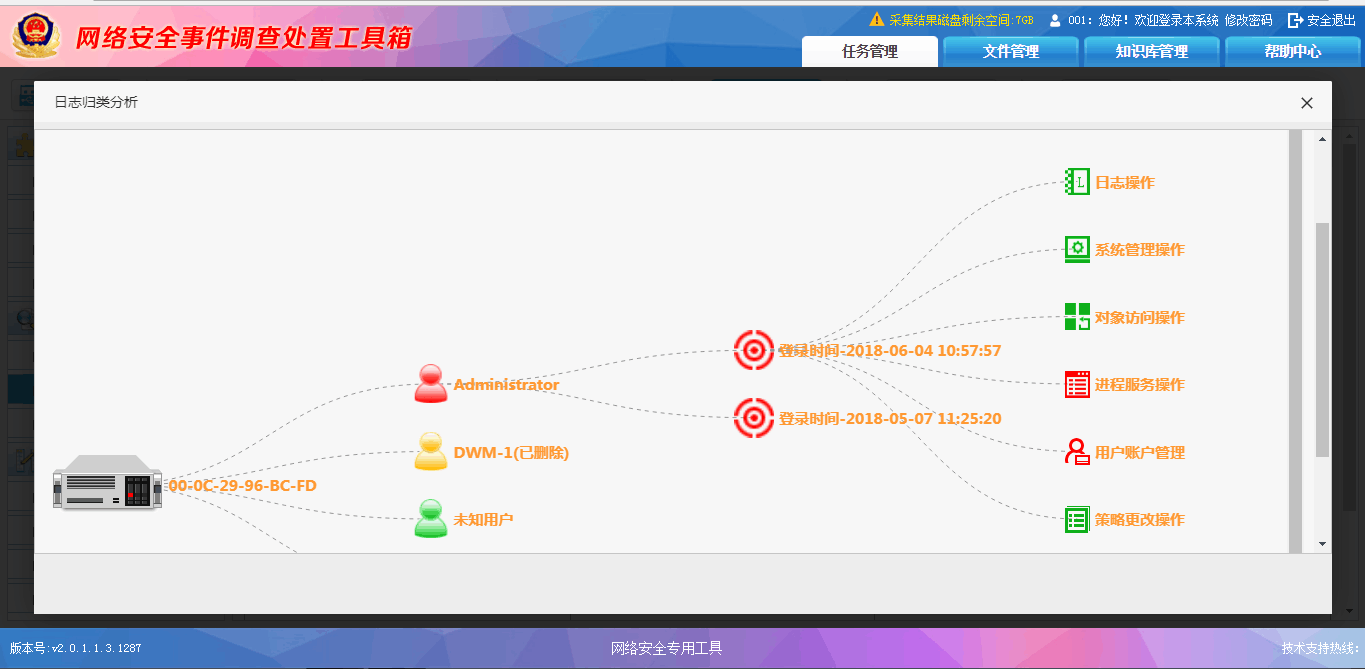 采集结果磁盘剩余空间:7GB
001: 您好! 欢迎登录本系统
修改密码
安全退出
网络安全事件调查处置工具箱
任务管理
文件管理
知识库管理
帮助中心
日志归类分析
日志操作
系统管理操作
对象访问操作
登录时间-2018-06-04 10:57:57
Administrator
进程服务操作
登录时间-2018-05-07 11:25:20
DWM-1(已删除)
用户账户管理
00-0C-29-96-BC-FD
未知用户
策略更改操作
版本号:v2.0.1.1.3.1287
网络安全专用工具
技术支持热线: